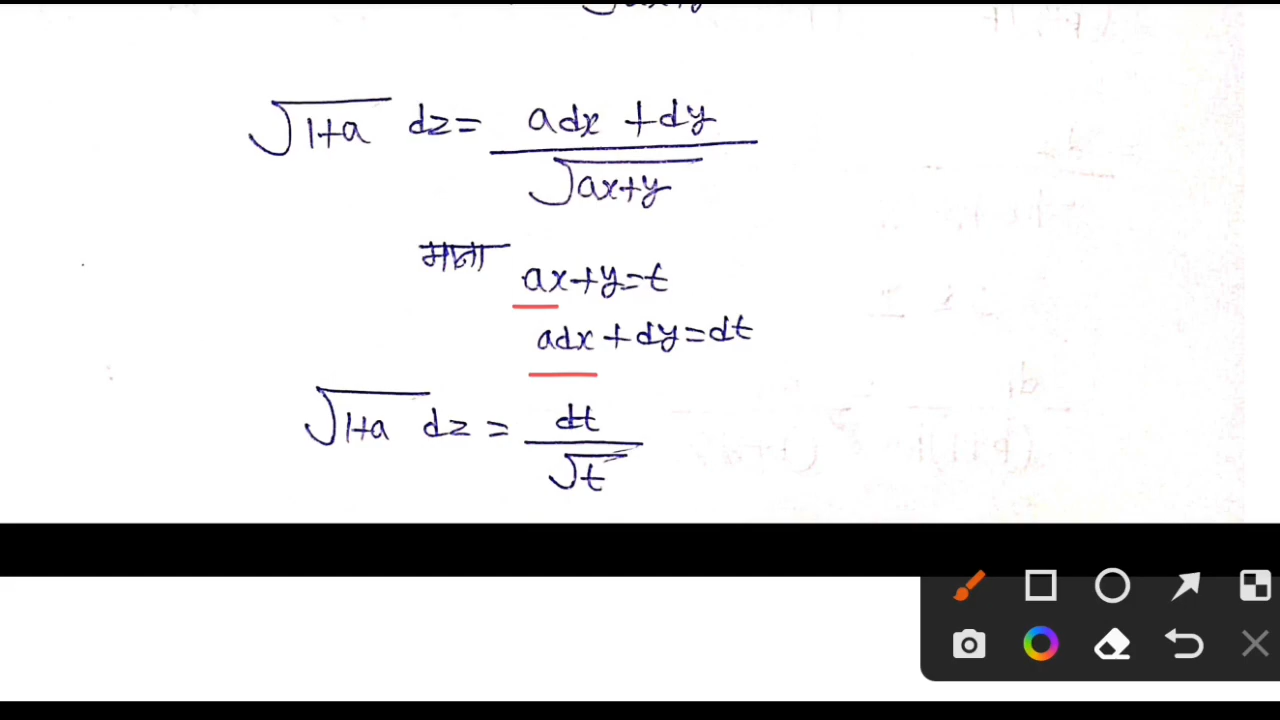 √(1+a) dz = (adx + dy)/√(ax+y)
माना
ax+y=t
adx + dy = dt
√(1+a) dz = dt/√t